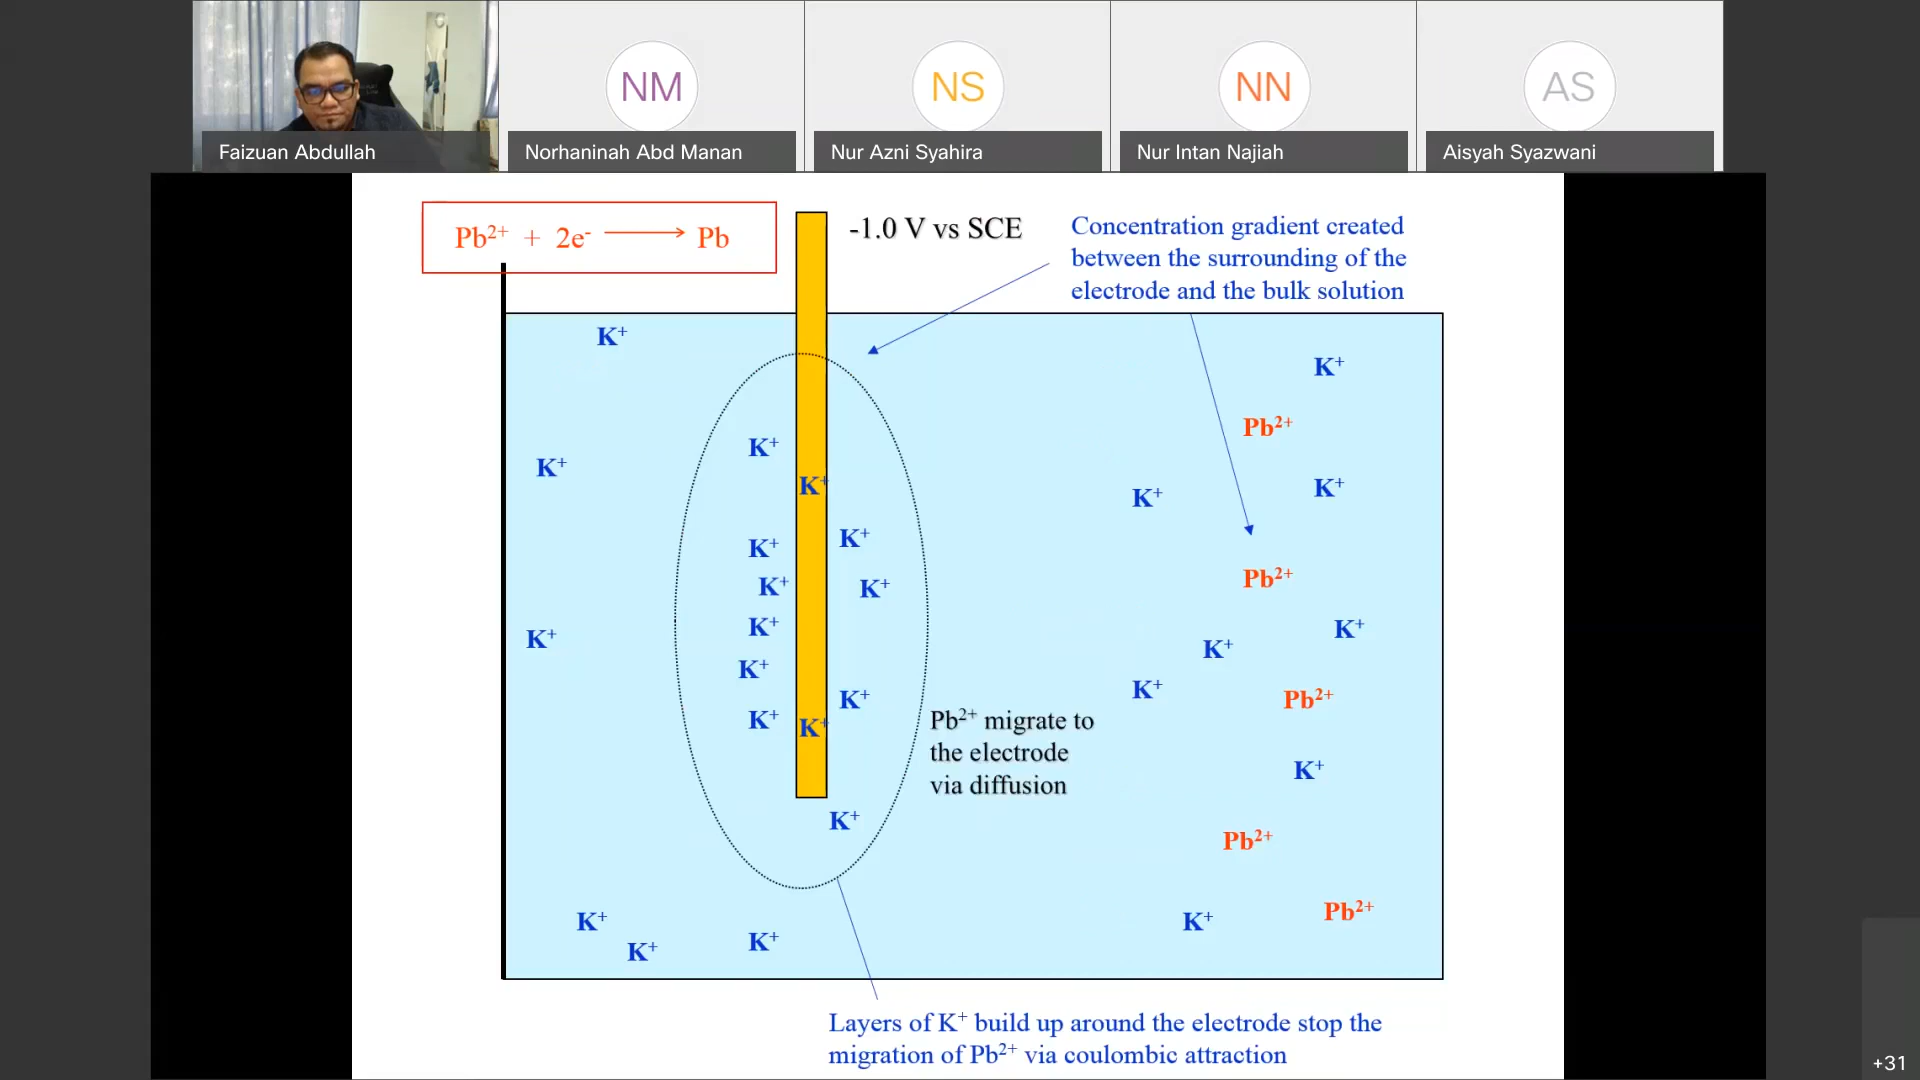 NM
NS
NN
AS
Faizuan Abdullah
Norhaninah Abd Manan
Nur Azni Syahira
Nur Intan Najiah
Aisyah Syazwani
Pb²⁺ + 2e⁻ ⟶ Pb
-1.0 V vs SCE
Concentration gradient created
between the surrounding of the
electrode and the bulk solution
K⁺
K⁺
Pb²⁺
K⁺
K⁺
K⁺
K⁺
K⁺
K⁺
K⁺
K⁺
Pb²⁺
K⁺
K⁺
K⁺
K⁺
K⁺
K⁺
K⁺
K⁺
K⁺
Pb²⁺
K⁺
K⁺
Pb²⁺ migrate to
the electrode
via diffusion
K⁺
K⁺
Pb²⁺
Pb²⁺
K⁺
K⁺
K⁺
K⁺
K⁺
Layers of K⁺ build up around the electrode stop the
migration of Pb²⁺ via coulombic attraction
+31